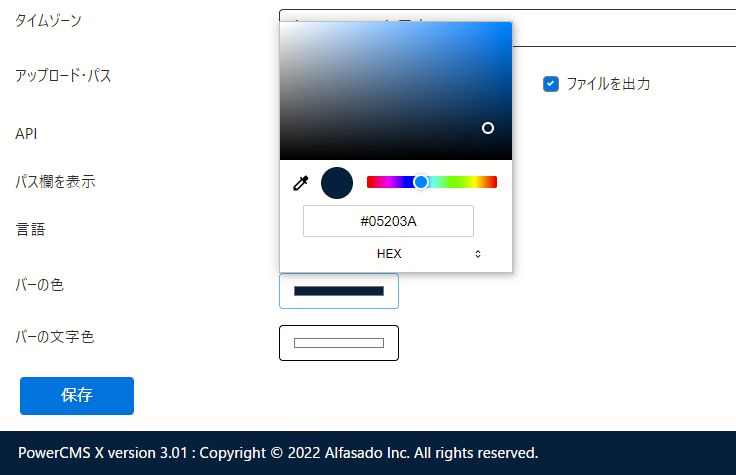 タイムゾーン
アップロード・パス
ファイルを出力
API
パス欄を表示
#05203A
言語
HEX
バーの色
バーの文字色
保存
PowerCMS X version 3.01 : Copyright © 2022 Alfasado Inc. All rights reserved.